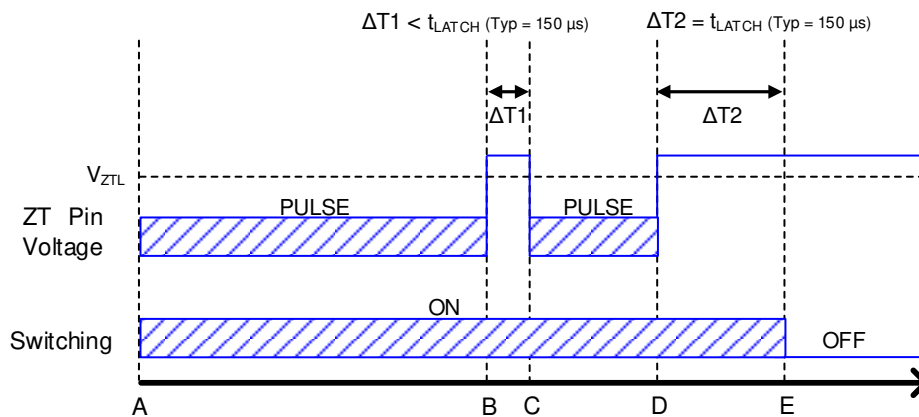 ΔT1 < tLATCH (Typ = 150 µs)
ΔT2 = tLATCH (Typ = 150 µs)
ΔT1
ΔT2
VZTL
PULSE
PULSE
ZT Pin
Voltage
ON
Switching
OFF
A
B
C
D
E